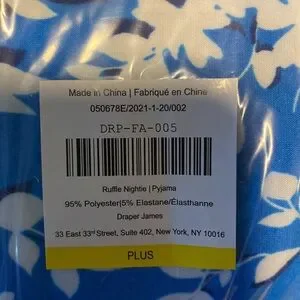 Made in China | Fabriqué en Chine
050678E/2021-1-20/002
DRP-FA-005
Ruffle Nightie | Pyjama
95% Polyester|5% Elastane/Élasthanne
Draper James
33 East 33rd Street, Suite 402, New York, NY 10016
PLUS